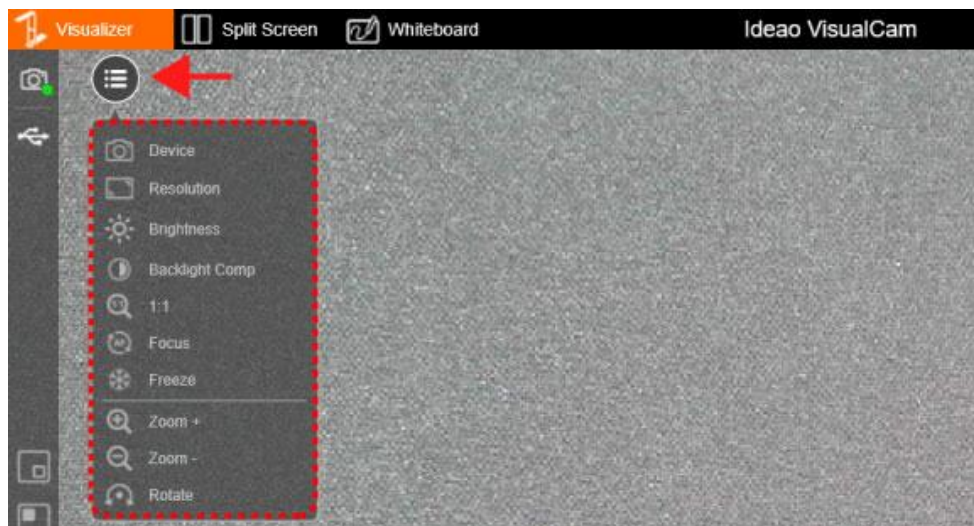 Visualizer Split Screen Whiteboard Ideao VisualCam
Device
Resolution
Brightness
Backlight Comp
1:1
Focus
Freeze
Zoom +
Zoom -
Rotate